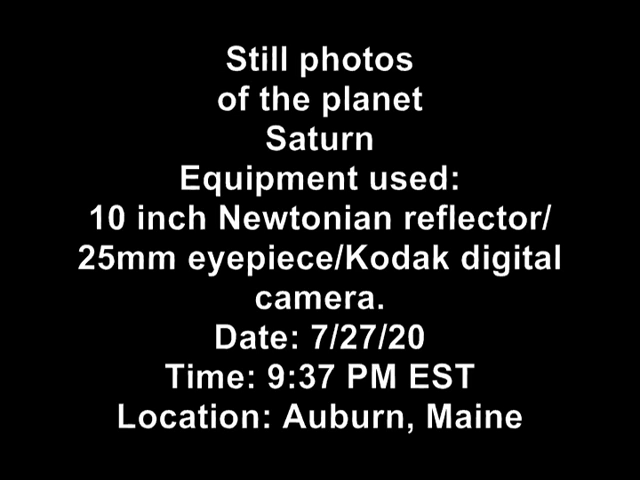 Still photos
of the planet
Saturn
Equipment used:
10 inch Newtonian reflector/
25mm eyepiece/Kodak digital
camera.
Date: 7/27/20
Time: 9:37 PM EST
Location: Auburn, Maine